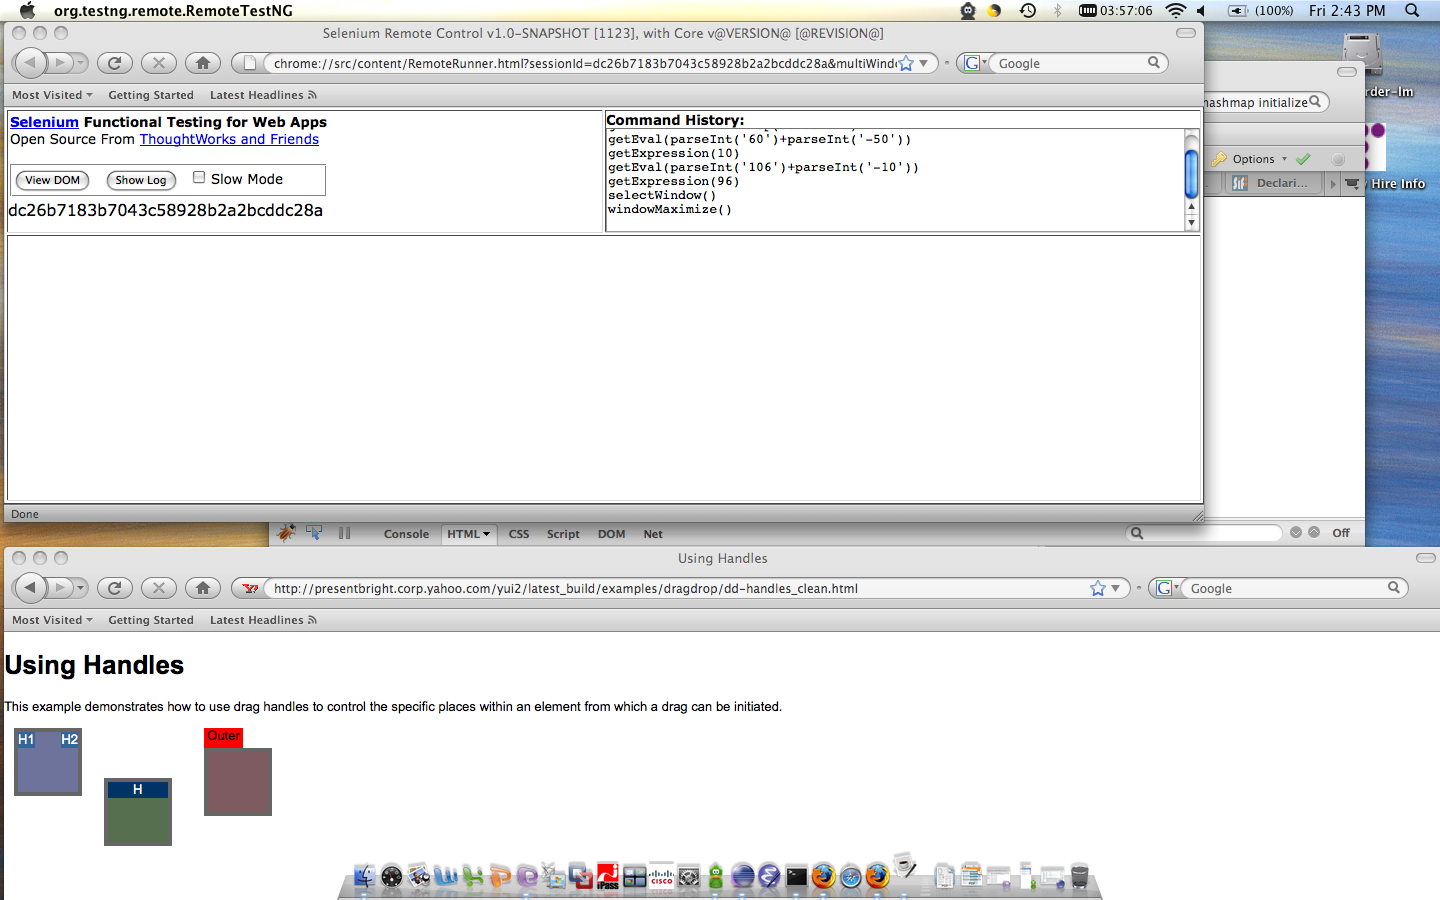 org.testng.remote.RemoteTestNG
03:57:06
(100%)
Fri 2:43 PM
Selenium Remote Control v1.0-SNAPSHOT [1123], with Core v@VERSION@ [@REVISION@]
chrome://src/content/RemoteRunner.html?sessionId=dc26b7183b7043c58928b2a2bcddc28a&multiWind
Google
Most Visited
Getting Started
Latest Headlines
Selenium Functional Testing for Web Apps
Open Source From ThoughtWorks and Friends
View DOM
Show Log
Slow Mode
dc26b7183b7043c58928b2a2bcddc28a
Command History:
getEval(parseInt('60')+parseInt('-50'))
getExpression(10)
getEval(parseInt('106')+parseInt('-10'))
getExpression(96)
selectWindow()
windowMaximize()
Done
rder-Im
hashmap initialize
Options
Declari...
Hire Info
Console
HTML
CSS
Script
DOM
Net
Off
Using Handles
http://presentbright.corp.yahoo.com/yui2/latest_build/examples/dragdrop/dd-handles_clean.html
Google
Most Visited
Getting Started
Latest Headlines
Using Handles
This example demonstrates how to use drag handles to control the specific places within an element from which a drag can be initiated.
H1
H2
Outer
H
iPass
CISCO